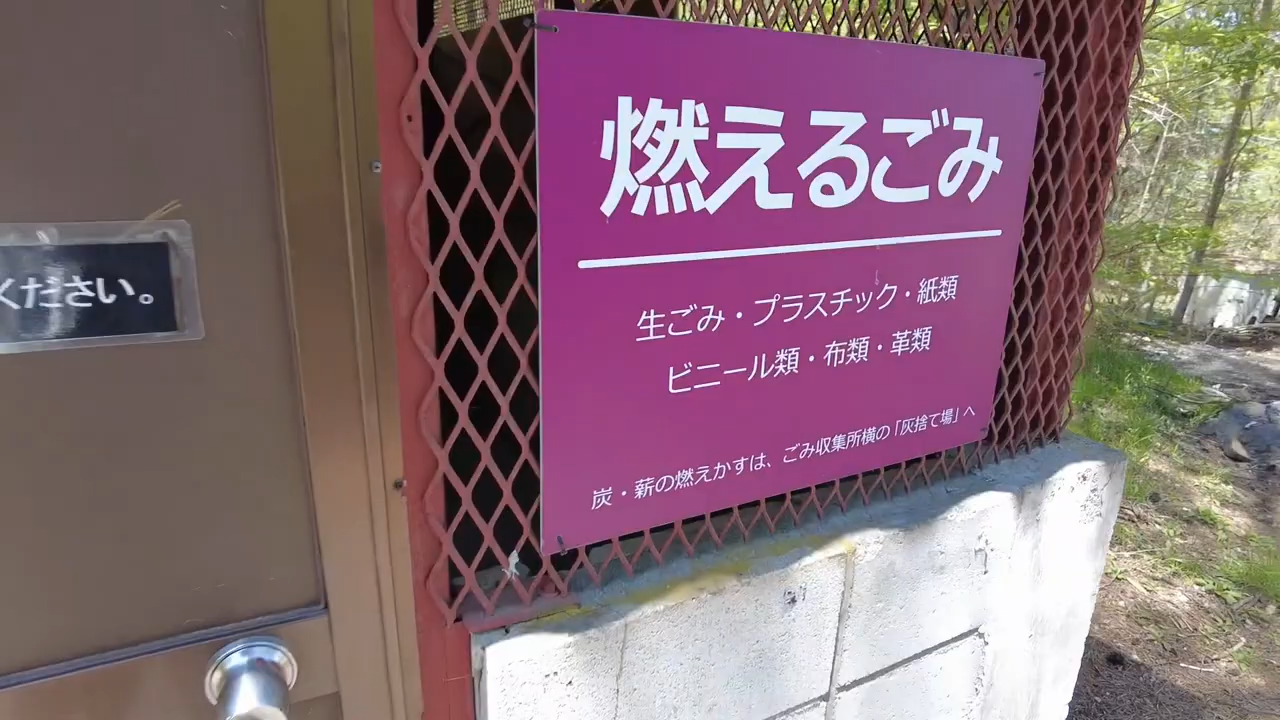 ください。
燃えるごみ
生ごみ・プラスチック・紙類
ビニール類・布類・革類
炭・薪の燃えかすは、ごみ収集所横の「灰捨て場」へ